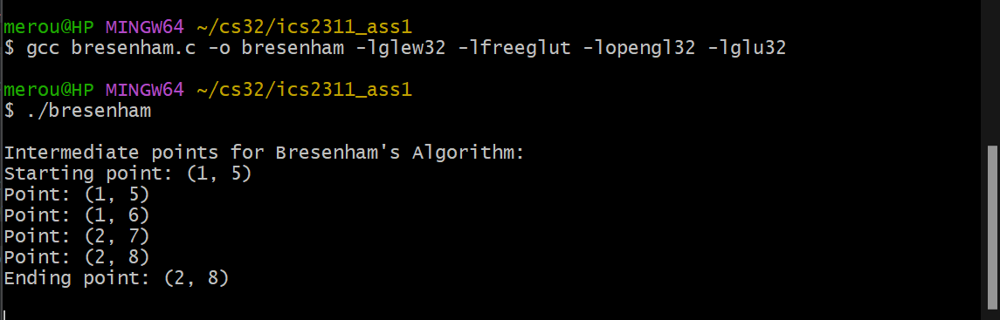 merou@HP MINGW64 ~/cs32/ics2311_ass1
$ gcc bresenham.c -o bresenham -lglew32 -lfreeglut -lopengl32 -lglu32
merou@HP MINGW64 ~/cs32/ics2311_ass1
$ ./bresenham
Intermediate points for Bresenham's Algorithm:
Starting point: (1, 5)
Point: (1, 5)
Point: (1, 6)
Point: (2, 7)
Point: (2, 8)
Ending point: (2, 8)